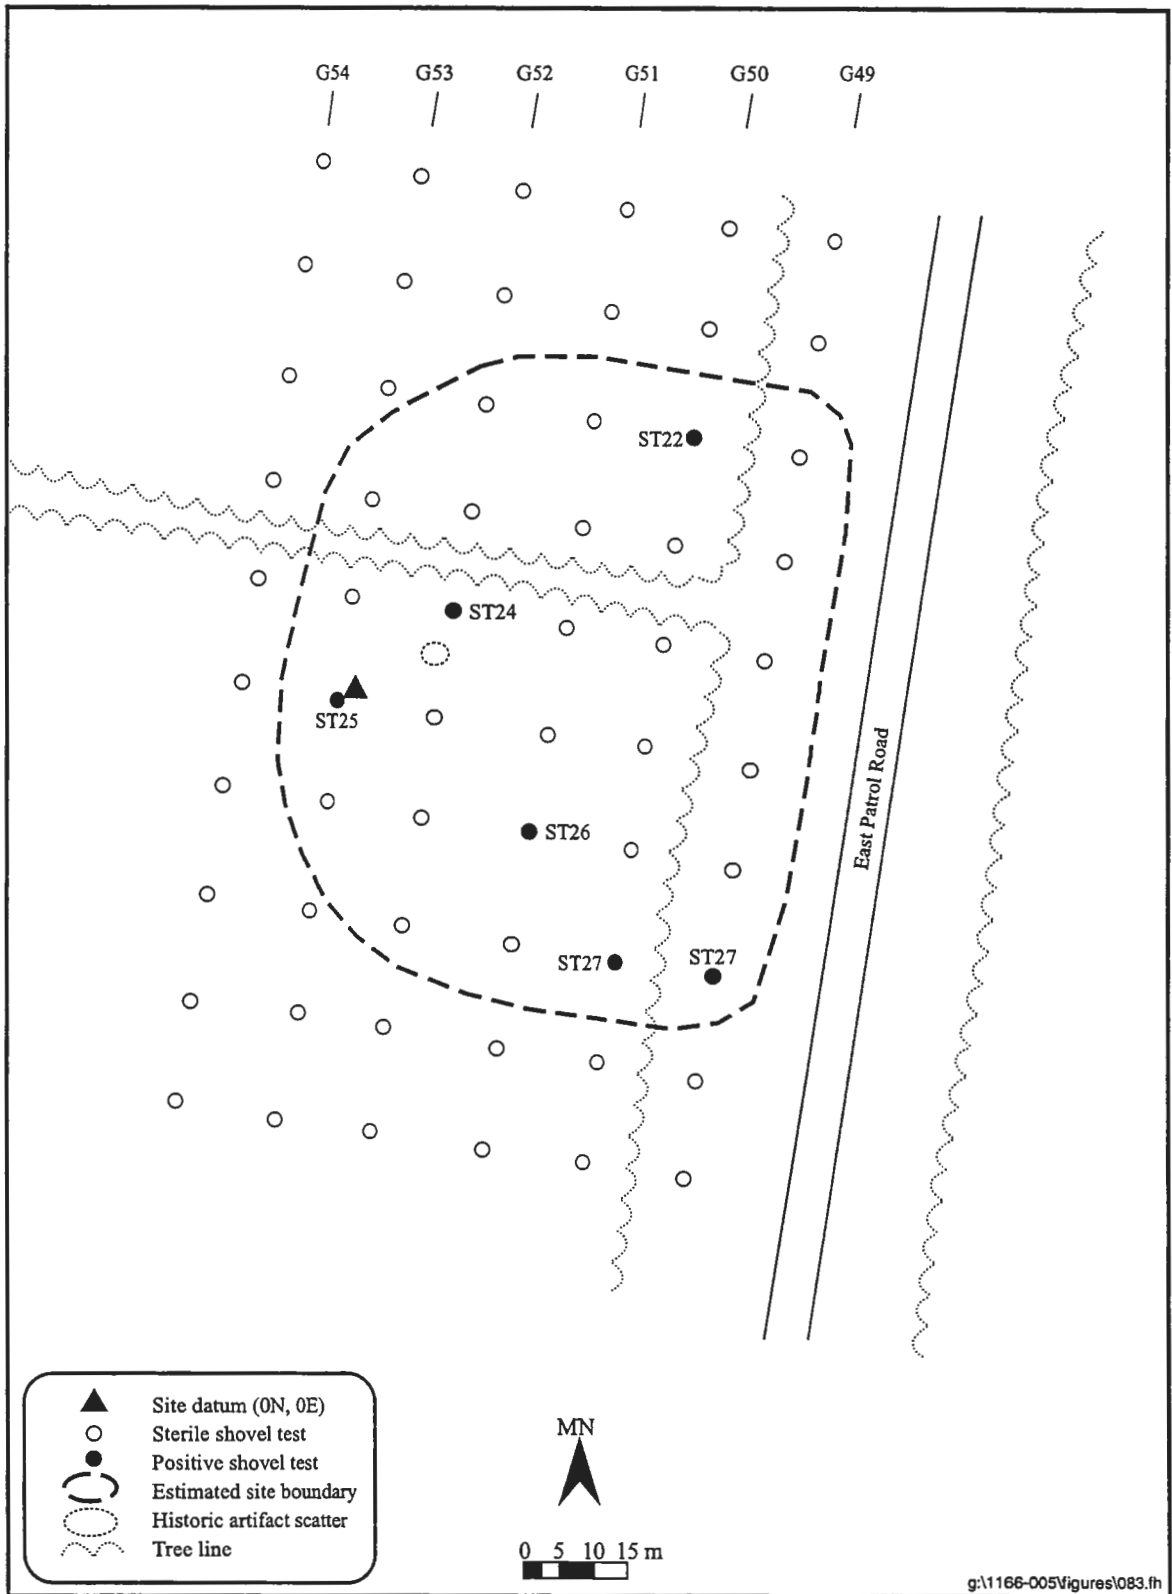 G54 G53 G52 G51 G50 G49
ST22
ST24
ST25
East Patrol Road
ST26
ST27
ST27
Site datum (0N, 0E)
Sterile shovel test
Positive shovel test
Estimated site boundary
Historic artifact scatter
Tree line
MN
0 5 10 15 m
g:\1166-005\figures\083.fh